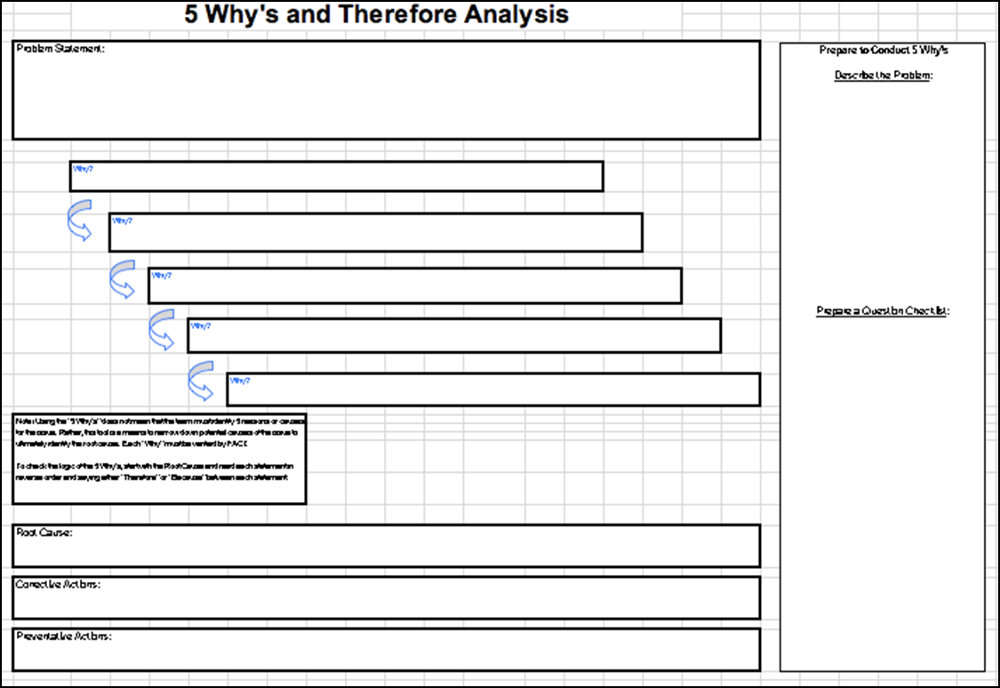 5 Why's and Therefore Analysis
Problem Statement:
Why?
Why?
Why?
Why?
Why?
Note: Using the "5 Why's" does not mean that the team must identify 5 reasons or causes
for the issue. Rather, this tool is a means to narrow down potential causes of the issue to
ultimately identify the root cause. Each "Why" must be verified by FACT.
To check the logic of the 5 Why's, start with the Root Cause and read each statement in
reverse order and saying either "Therefore" or "Because" between each statement
Root Cause:
Corrective Actions:
Preventative Actions:
Prepare to Conduct 5 Why's
Describe the Problem:
Prepare a Question Checklist: